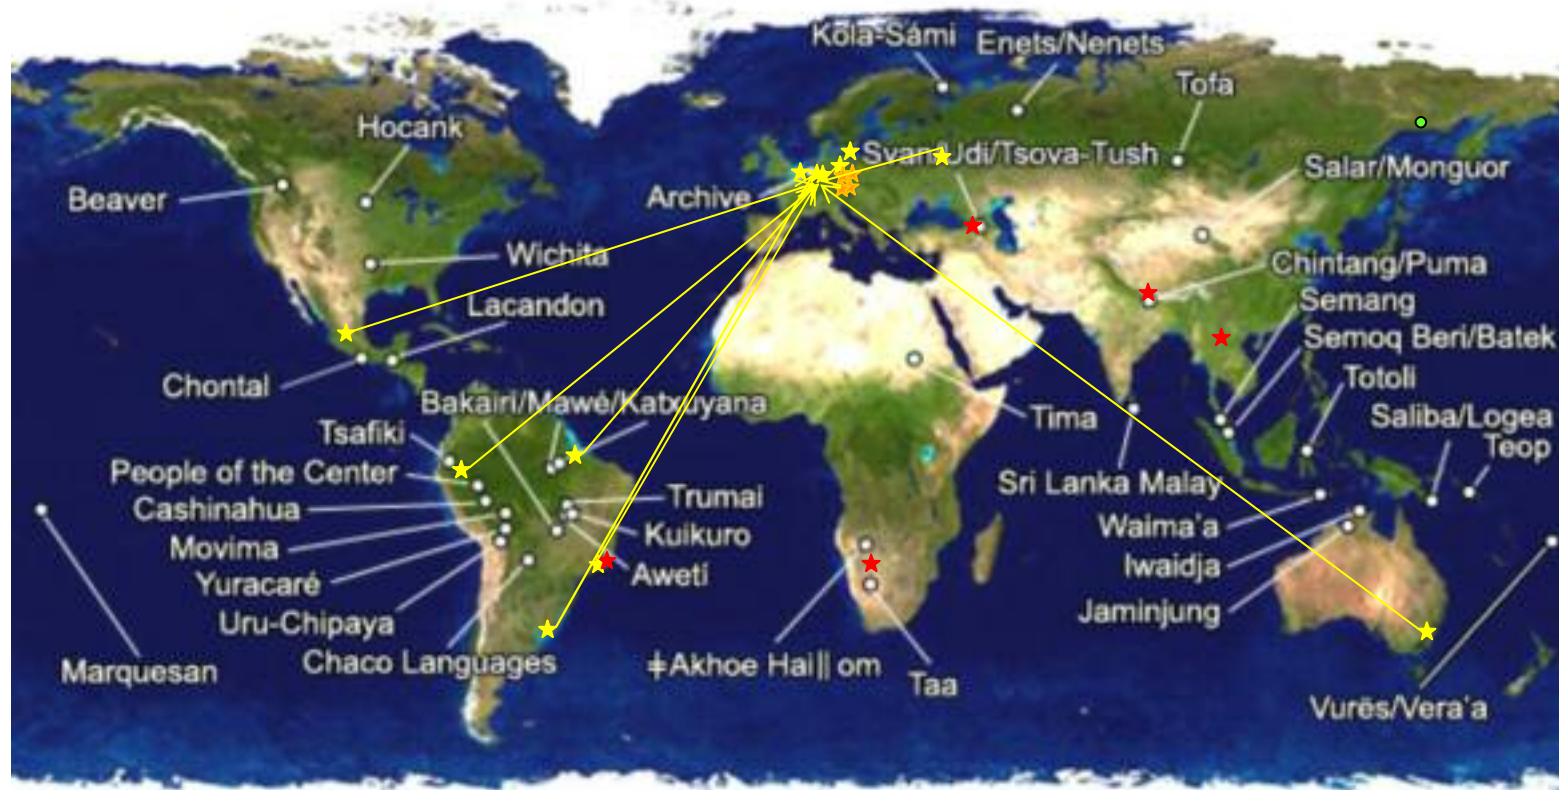 Kola-Sámi
Enets/Nenets
Tofa
Hocank
Svan/Udi/Tsova-Tush
Salar/Monguor
Beaver
Archive
Wichita
Chintang/Puma
Lacandon
Semang
Semoq Beri/Batek
Chontal
Totoli
Bakairi/Mawé/Katxuyana
Tima
Saliba/Logea
Tsafiki
Teop
People of the Center
Sri Lanka Malay
Trumai
Cashinahua
Waima'a
Kuikuro
Movima
Iwaidja
Yuracaré
Awetí
Jaminjung
Uru-Chipaya
Chaco Languages
ǂAkhoe Haiǁom
Marquesan
Taa
Vurës/Vera'a